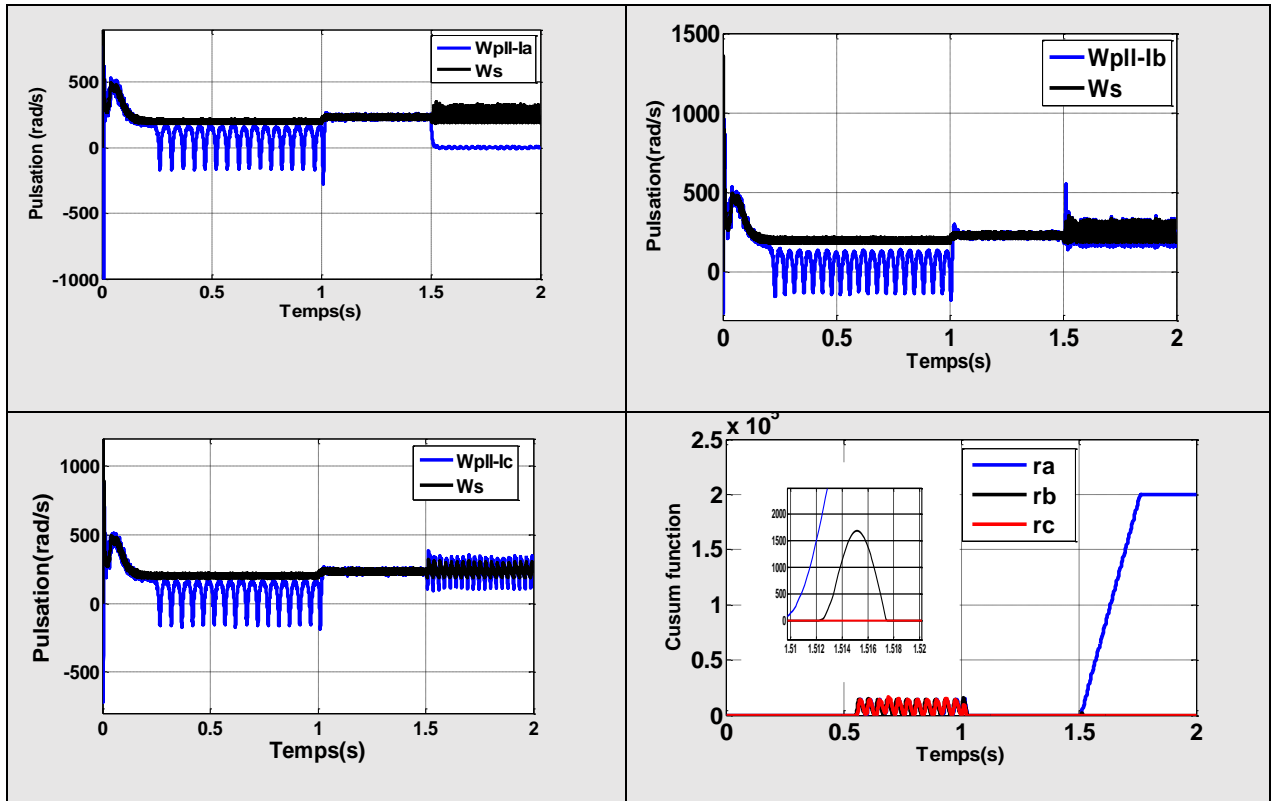 Wpll-Ia
Ws
500
0
-500
-1000
Pulsation (rad/s)
0
0.5
1
1.5
2
Temps(s)
1500
1000
500
0
Pulsation(rad/s)
Wpll-Ib
Ws
0
0.5
1
1.5
2
Temps(s)
1000
500
0
-500
Pulsation(rad/s)
Wpll-Ic
Ws
0
0.5
1
1.5
2
Temps(s)
x 10⁵
2.5
2
1.5
1
0.5
0
Cusum function
ra
rb
rc
2000
1500
1000
500
0
1.51
1.512
1.514
1.516
1.518
1.52
0
0.5
1
1.5
2
Temps(s)